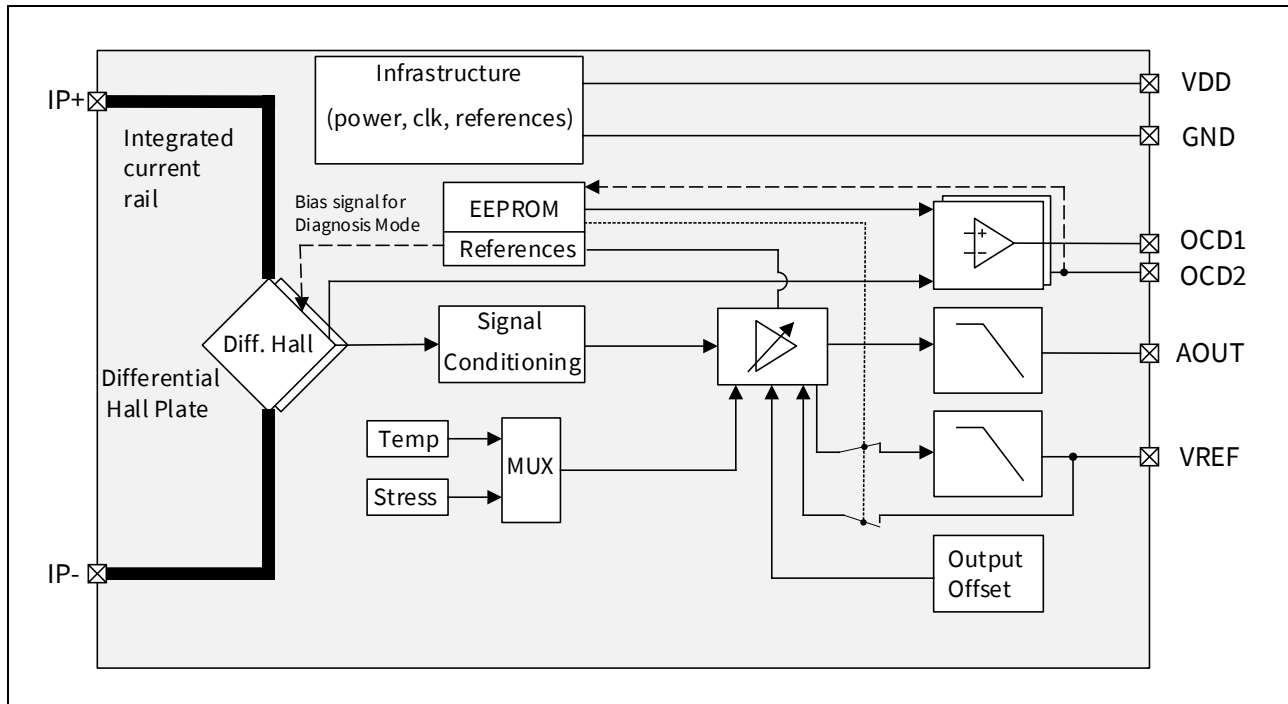 Infrastructure
(power, clk, references)
VDD
GND
IP+
Integrated
current
rail
Bias signal for
Diagnosis Mode
EEPROM
References
+
−
OCD1
OCD2
Diff. Hall
Differential
Hall Plate
Signal
Conditioning
AOUT
Temp
Stress
MUX
VREF
IP-
Output
Offset